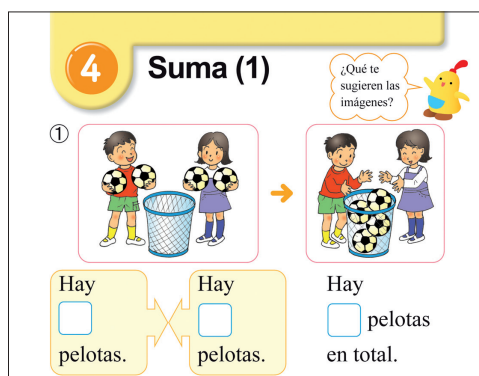 4 Suma (1)
¿Qué te
sugieren las
imágenes?
①
Hay
pelotas.
Hay
pelotas.
Hay
pelotas
en total.